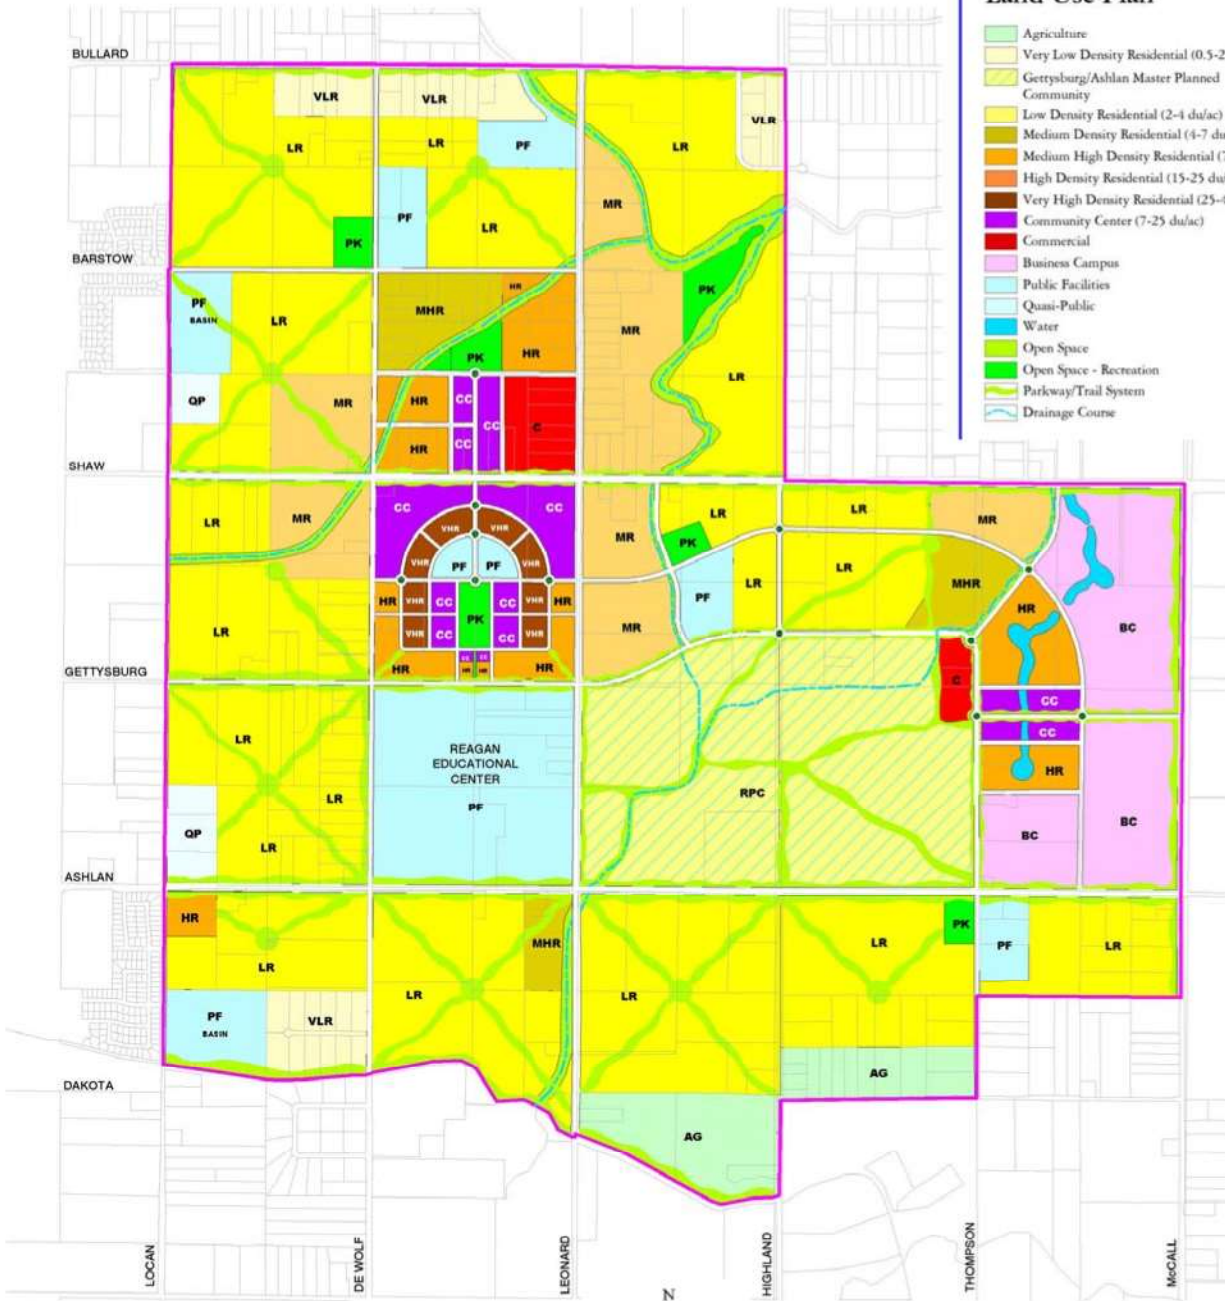 Land Use Plan
Agriculture
Very Low Density Residential (0.5-2
Gettysburg/Ashlan Master Planned
Community
Low Density Residential (2-4 du/ac)
Medium Density Residential (4-7 du
Medium High Density Residential (7
High Density Residential (15-25 du/
Very High Density Residential (25-4
Community Center (7-25 du/ac)
Commercial
Business Campus
Public Facilities
Quasi-Public
Water
Open Space
Open Space - Recreation
Parkway/Trail System
Drainage Course
BULLARD
VLR
VLR
VLR
LR
LR
PF
LR
MR
PF
LR
PK
BARSTOW
PF
BASIN
LR
MHR
HR
PK
MR
PK
HR
LR
QP
MR
HR
CC
CC
C
HR
CC
SHAW
LR
MR
CC
CC
VHR
VHR
VHR
VHR
PF
PF
MR
LR
PK
LR
MR
LR
LR
MHR
PF
HR
BC
HR
VHR
CC
CC
VHR
HR
PK
VHR
CC
CC
VHR
MR
LR
HR
CC
CC
HR
HR
HR
GETTYSBURG
C
CC
CC
LR
REAGAN
EDUCATIONAL
CENTER
PF
RPC
HR
LR
QP
LR
BC
BC
ASHLAN
HR
LR
MHR
LR
LR
LR
PK
PF
LR
PF
BASIN
VLR
DAKOTA
AG
AG
LOCAN
DE WOLF
LEONARD
HIGHLAND
THOMPSON
McCALL
N